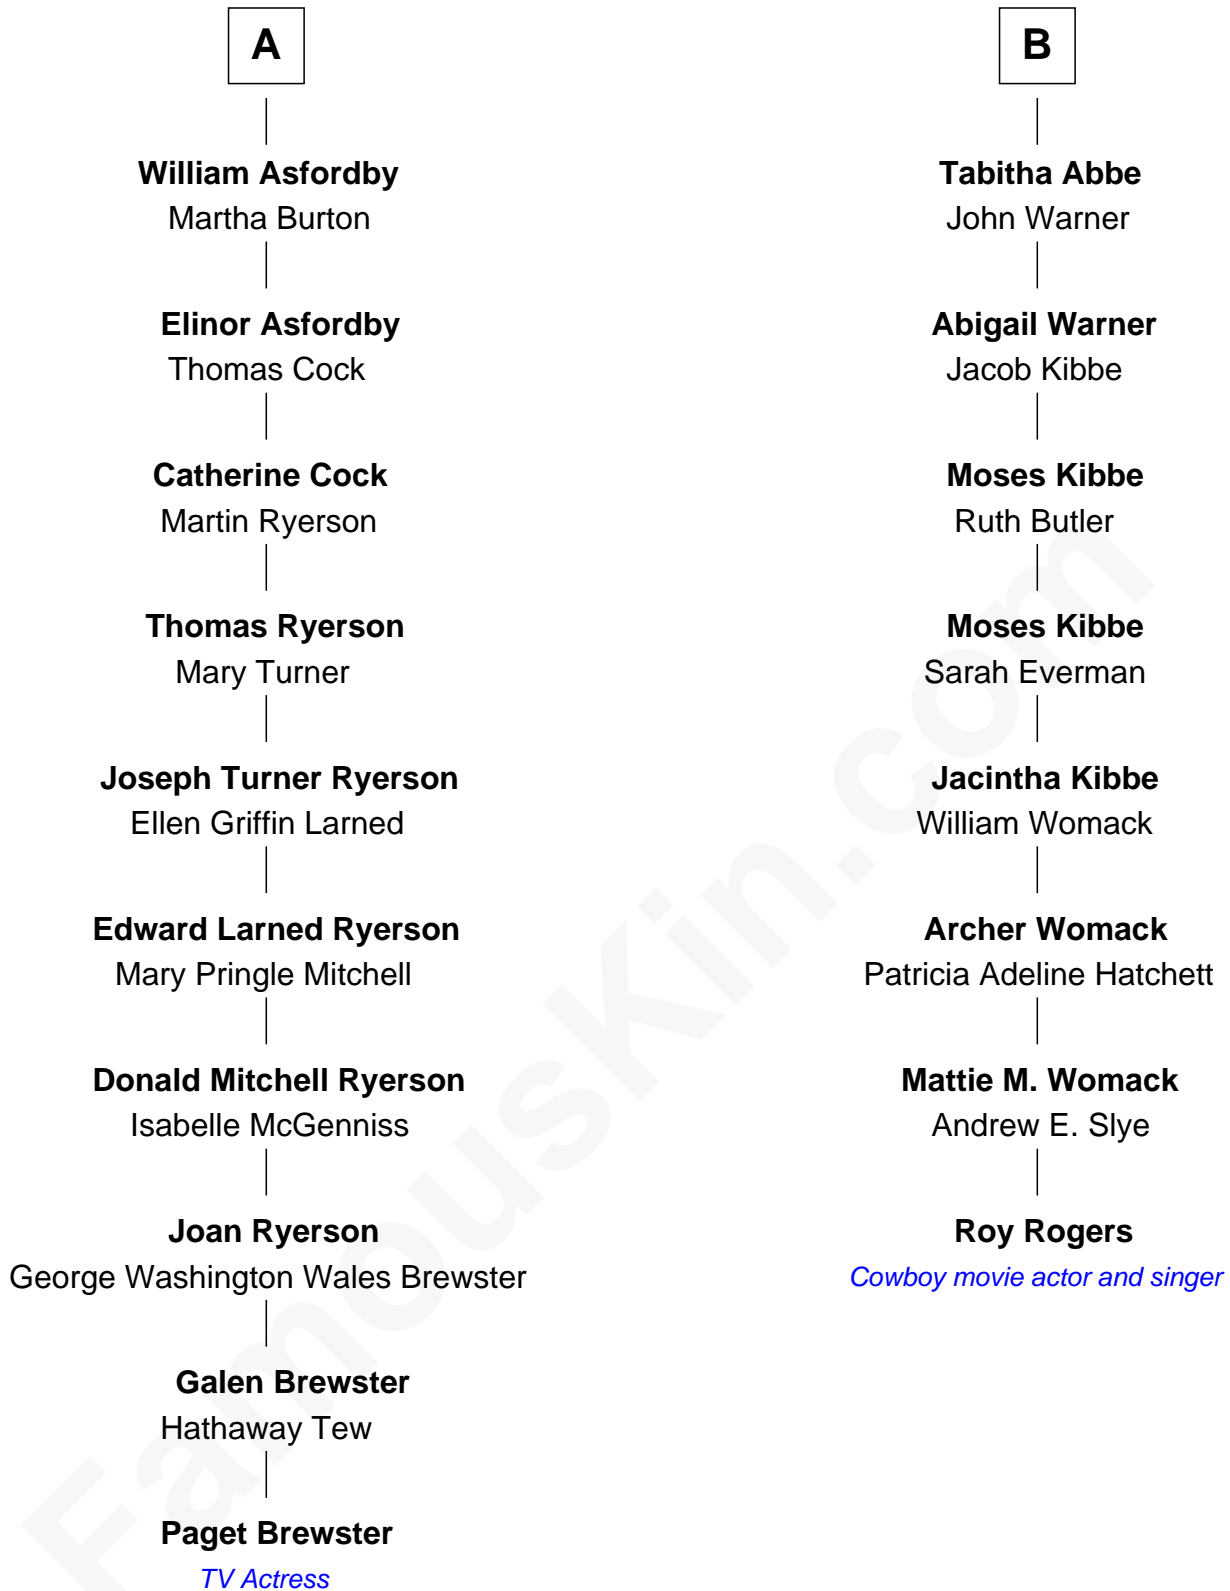 A
William Asfordby
Martha Burton
Elinor Asfordby
Thomas Cock
Catherine Cock
Martin Ryerson
Thomas Ryerson
Mary Turner
Joseph Turner Ryerson
Ellen Griffin Larned
Edward Larned Ryerson
Mary Pringle Mitchell
Donald Mitchell Ryerson
Isabelle McGenniss
Joan Ryerson
George Washington Wales Brewster
Galen Brewster
Hathaway Tew
Paget Brewster
TV Actress
B
Tabitha Abbe
John Warner
Abigail Warner
Jacob Kibbe
Moses Kibbe
Ruth Butler
Moses Kibbe
Sarah Everman
Jacintha Kibbe
William Womack
Archer Womack
Patricia Adeline Hatchett
Mattie M. Womack
Andrew E. Slye
Roy Rogers
Cowboy movie actor and singer
FamousKin.com